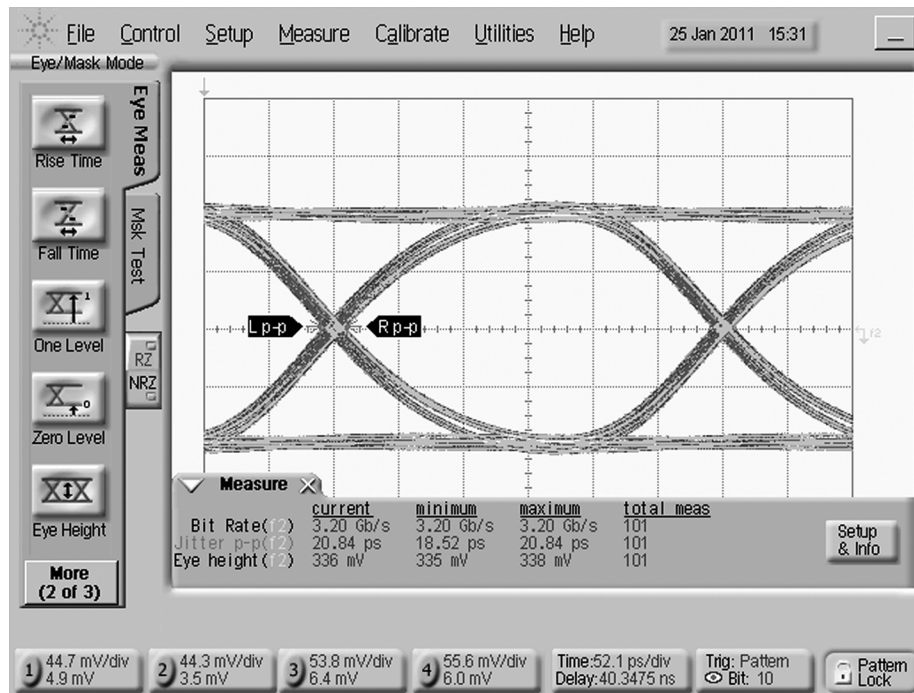 File Control Setup Measure Calibrate Utilities Help 25 Jan 2011 15:31
Eye/Mask Mode
Eye Meas
Msk Test
Rise Time
Fall Time
One Level
Zero Level
Eye Height
More
(2 of 3)
RZ
NRZ
L p-p
R p-p
f2
Measure
current minimum maximum total meas
Bit Rate(f2) 3.20 Gb/s 3.20 Gb/s 3.20 Gb/s 101
Jitter p-p(f2) 20.84 ps 18.52 ps 20.84 ps 101
Eye height(f2) 336 mV 335 mV 338 mV 101
Setup
& Info
1) 44.7 mV/div
4.9 mV
2) 44.3 mV/div
3.5 mV
3) 53.8 mV/div
6.4 mV
4) 55.6 mV/div
6.0 mV
Time:52.1 ps/div
Delay:40.3475 ns
Trig: Pattern
Bit: 10
Pattern
Lock